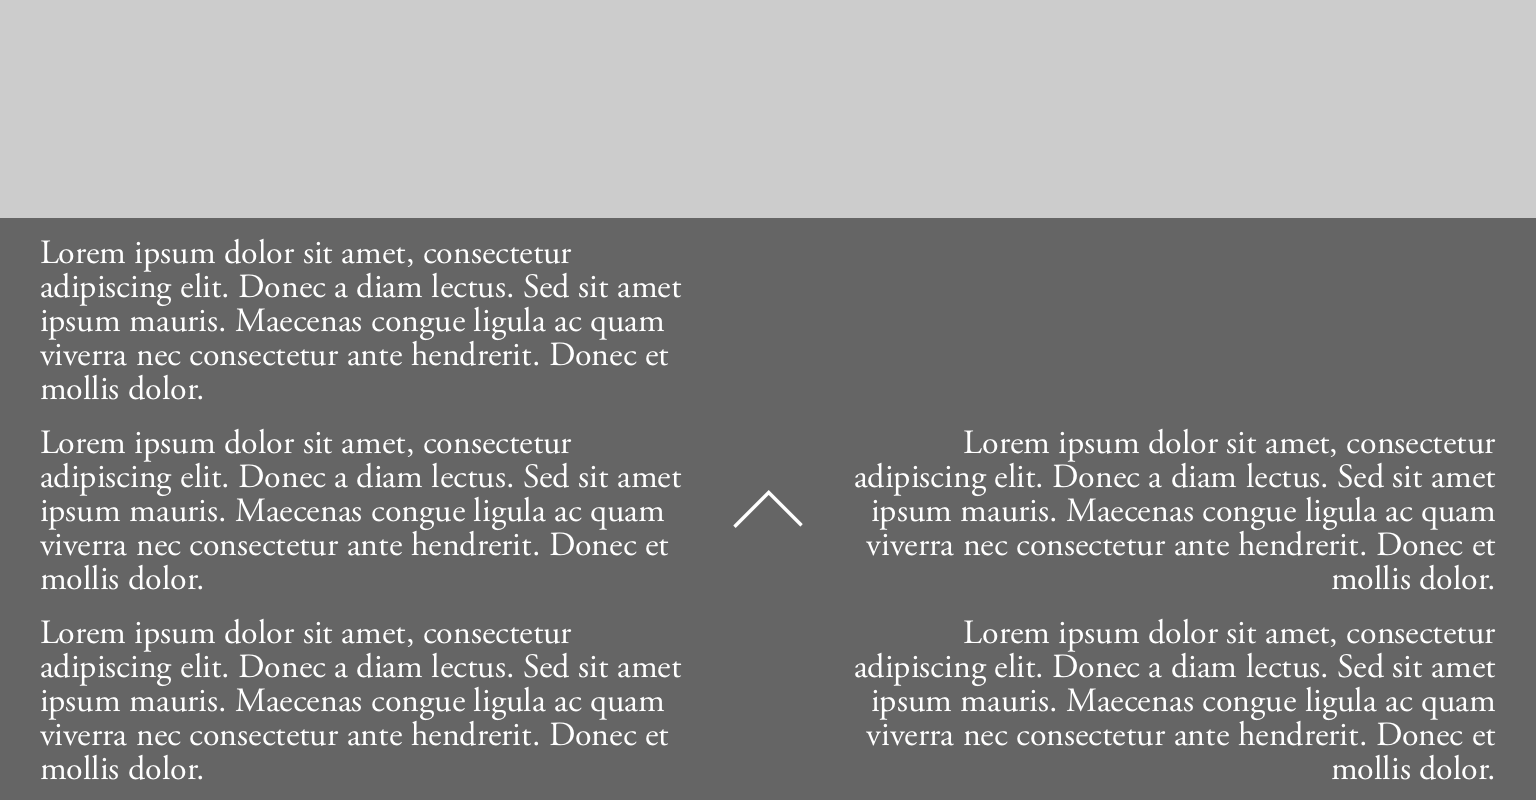 Lorem ipsum dolor sit amet, consectetur
adipiscing elit. Donec a diam lectus. Sed sit amet
ipsum mauris. Maecenas congue ligula ac quam
viverra nec consectetur ante hendrerit. Donec et
mollis dolor.
Lorem ipsum dolor sit amet, consectetur
adipiscing elit. Donec a diam lectus. Sed sit amet
ipsum mauris. Maecenas congue ligula ac quam
viverra nec consectetur ante hendrerit. Donec et
mollis dolor.
Lorem ipsum dolor sit amet, consectetur
adipiscing elit. Donec a diam lectus. Sed sit amet
ipsum mauris. Maecenas congue ligula ac quam
viverra nec consectetur ante hendrerit. Donec et
mollis dolor.
Lorem ipsum dolor sit amet, consectetur
adipiscing elit. Donec a diam lectus. Sed sit amet
ipsum mauris. Maecenas congue ligula ac quam
viverra nec consectetur ante hendrerit. Donec et
mollis dolor.
Lorem ipsum dolor sit amet, consectetur
adipiscing elit. Donec a diam lectus. Sed sit amet
ipsum mauris. Maecenas congue ligula ac quam
viverra nec consectetur ante hendrerit. Donec et
mollis dolor.